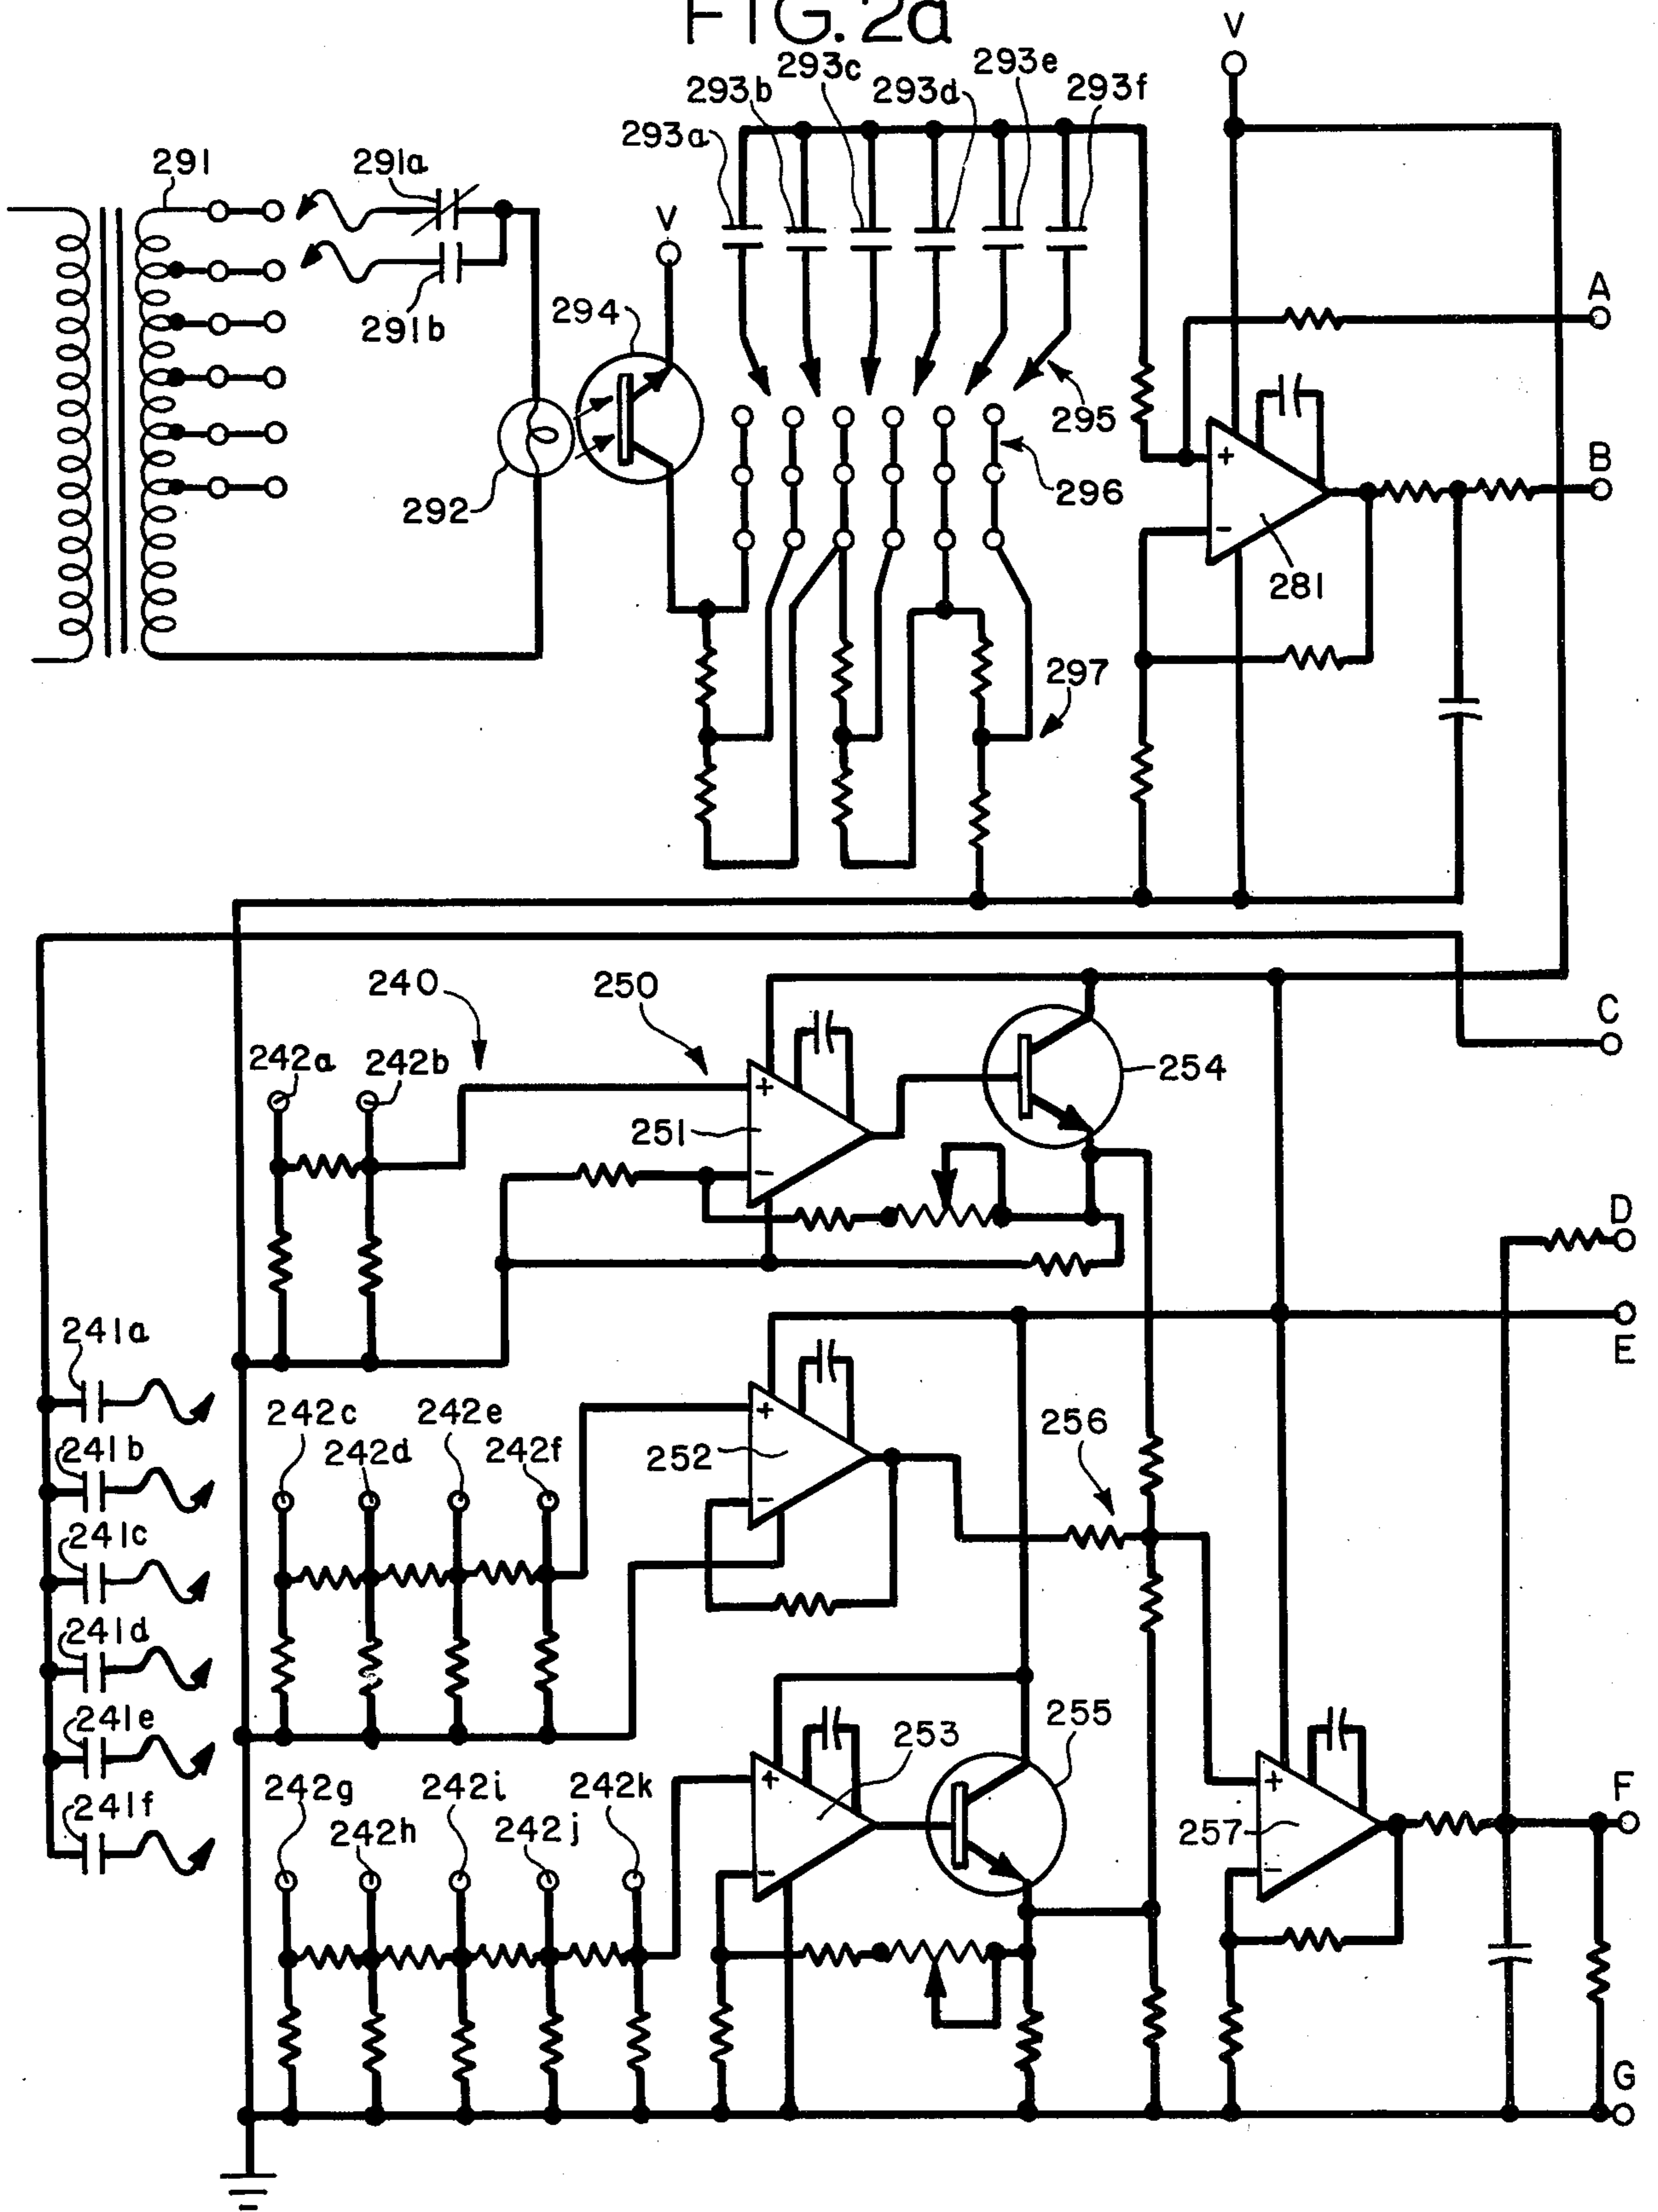 FIG. 2a
V
293c
293e
293b
293d
293f
293a
291
291a
V
A
294
291b
295
B
+
296
292
−
281
297
240
250
C
242a
242b
254
+
251
−
D
E
241a
242c
242e
+
256
241b
242d
242f
252
−
241c
241d
255
241e
253
242g
242i
242k
+
+
F
241f
242h
242j
257
−
−
G